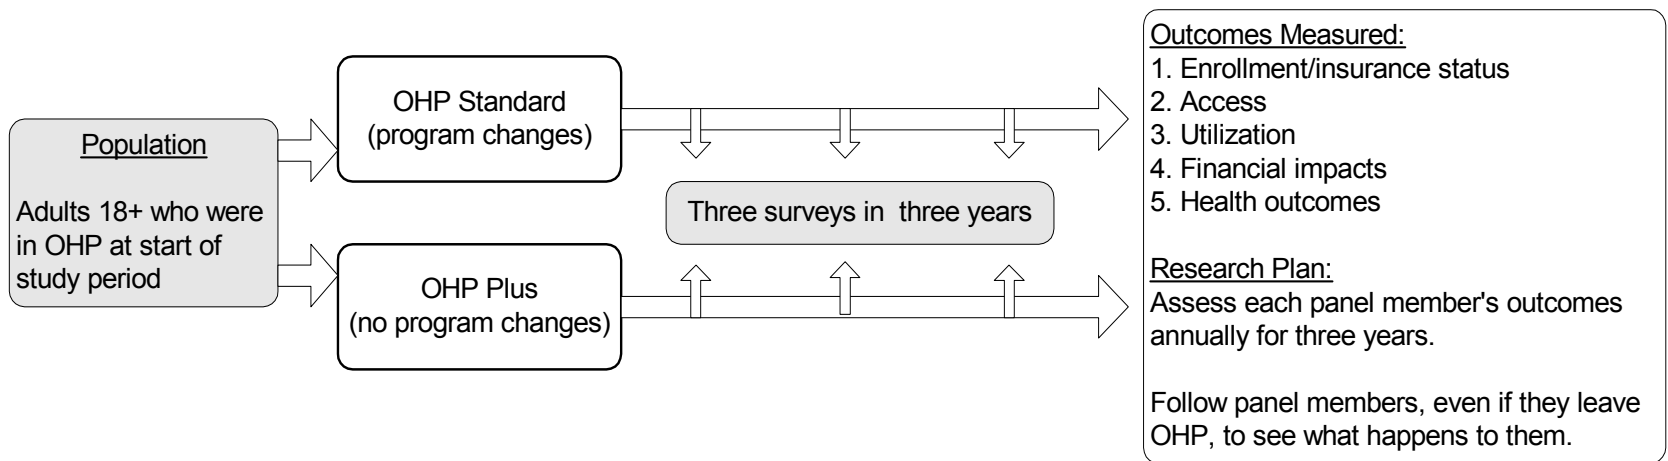 Population
Adults 18+ who were
in OHP at start of
study period
OHP Standard
(program changes)
OHP Plus
(no program changes)
Three surveys in three years
Outcomes Measured:
1. Enrollment/insurance status
2. Access
3. Utilization
4. Financial impacts
5. Health outcomes
Research Plan:
Assess each panel member's outcomes
annually for three years.
Follow panel members, even if they leave
OHP, to see what happens to them.